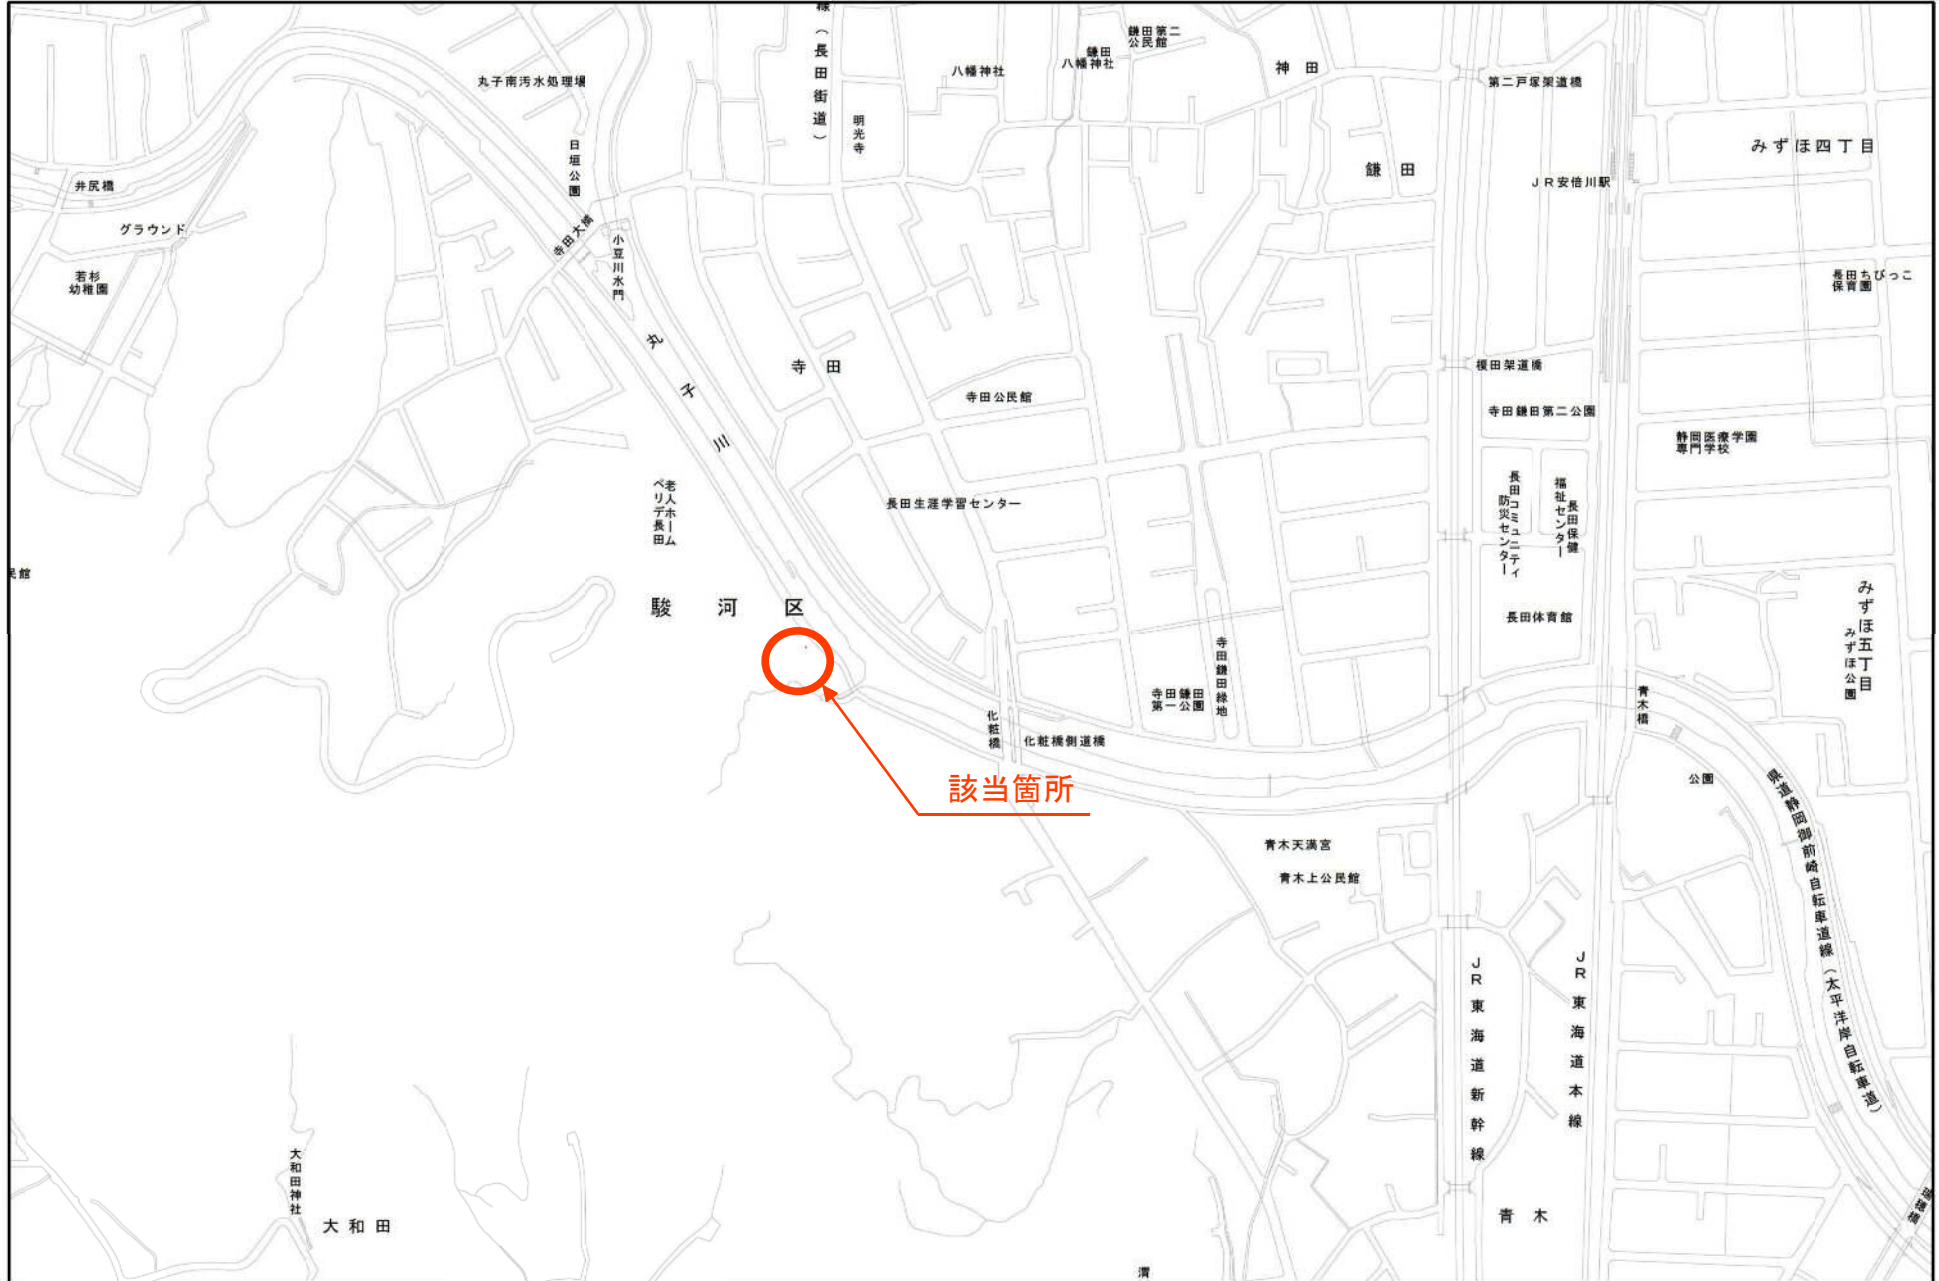 線（長田街道）
鎌田第二
公民館
鎌田
八幡神社
八幡神社
神田
第二戸塚架道橋
丸子南汚水処理場
明光寺
日垣公園
みずほ四丁目
鎌田
ＪＲ安倍川駅
井尻橋
グラウンド
寺田大橋
小豆川水門
若杉
幼稚園
長田ちびっこ
保育園
丸子川
寺田
榎田架道橋
寺田公民館
寺田鎌田第二公園
静岡医療学園
専門学校
老人ホーム
ベリデ長田
長田生涯学習センター
長田コミュニティ
防災センター
長田保健
福祉センター
民館
駿河区
長田体育館
みずほ五丁目
みずほ公園
寺田鎌田緑地
寺田鎌田
第一公園
青木橋
化粧橋
化粧橋側道橋
該当箇所
公園
県道静岡御前崎自転車道線（太平洋岸自転車道）
青木天満宮
青木上公民館
ＪＲ東海道新幹線
ＪＲ東海道本線
大和田神社
大和田
青木
瑞穂橋
渭